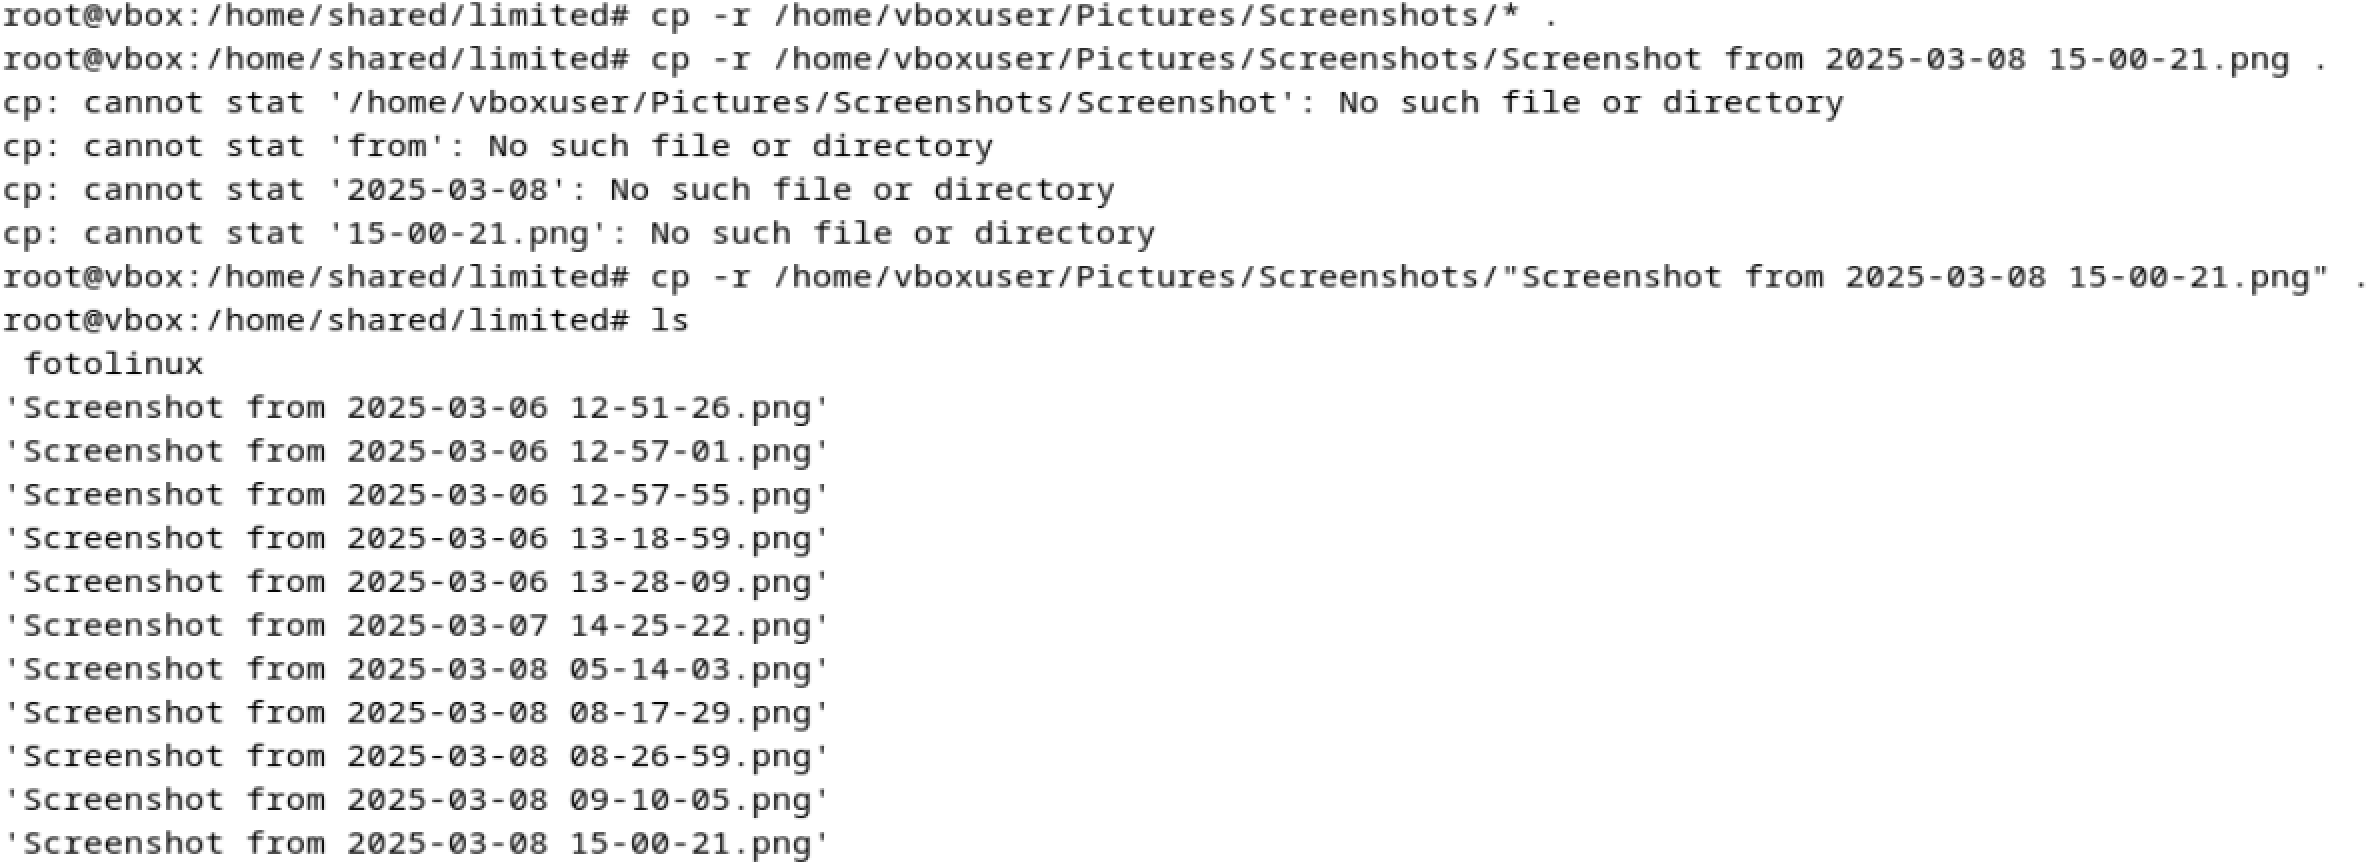 root@vbox:/home/shared/limited# cp -r /home/vboxuser/Pictures/Screenshots/* .
root@vbox:/home/shared/limited# cp -r /home/vboxuser/Pictures/Screenshots/Screenshot from 2025-03-08 15-00-21.png .
cp: cannot stat '/home/vboxuser/Pictures/Screenshots/Screenshot': No such file or directory
cp: cannot stat 'from': No such file or directory
cp: cannot stat '2025-03-08': No such file or directory
cp: cannot stat '15-00-21.png': No such file or directory
root@vbox:/home/shared/limited# cp -r /home/vboxuser/Pictures/Screenshots/"Screenshot from 2025-03-08 15-00-21.png" .
root@vbox:/home/shared/limited# ls
 fotolinux
'Screenshot from 2025-03-06 12-51-26.png'
'Screenshot from 2025-03-06 12-57-01.png'
'Screenshot from 2025-03-06 12-57-55.png'
'Screenshot from 2025-03-06 13-18-59.png'
'Screenshot from 2025-03-06 13-28-09.png'
'Screenshot from 2025-03-07 14-25-22.png'
'Screenshot from 2025-03-08 05-14-03.png'
'Screenshot from 2025-03-08 08-17-29.png'
'Screenshot from 2025-03-08 08-26-59.png'
'Screenshot from 2025-03-08 09-10-05.png'
'Screenshot from 2025-03-08 15-00-21.png'